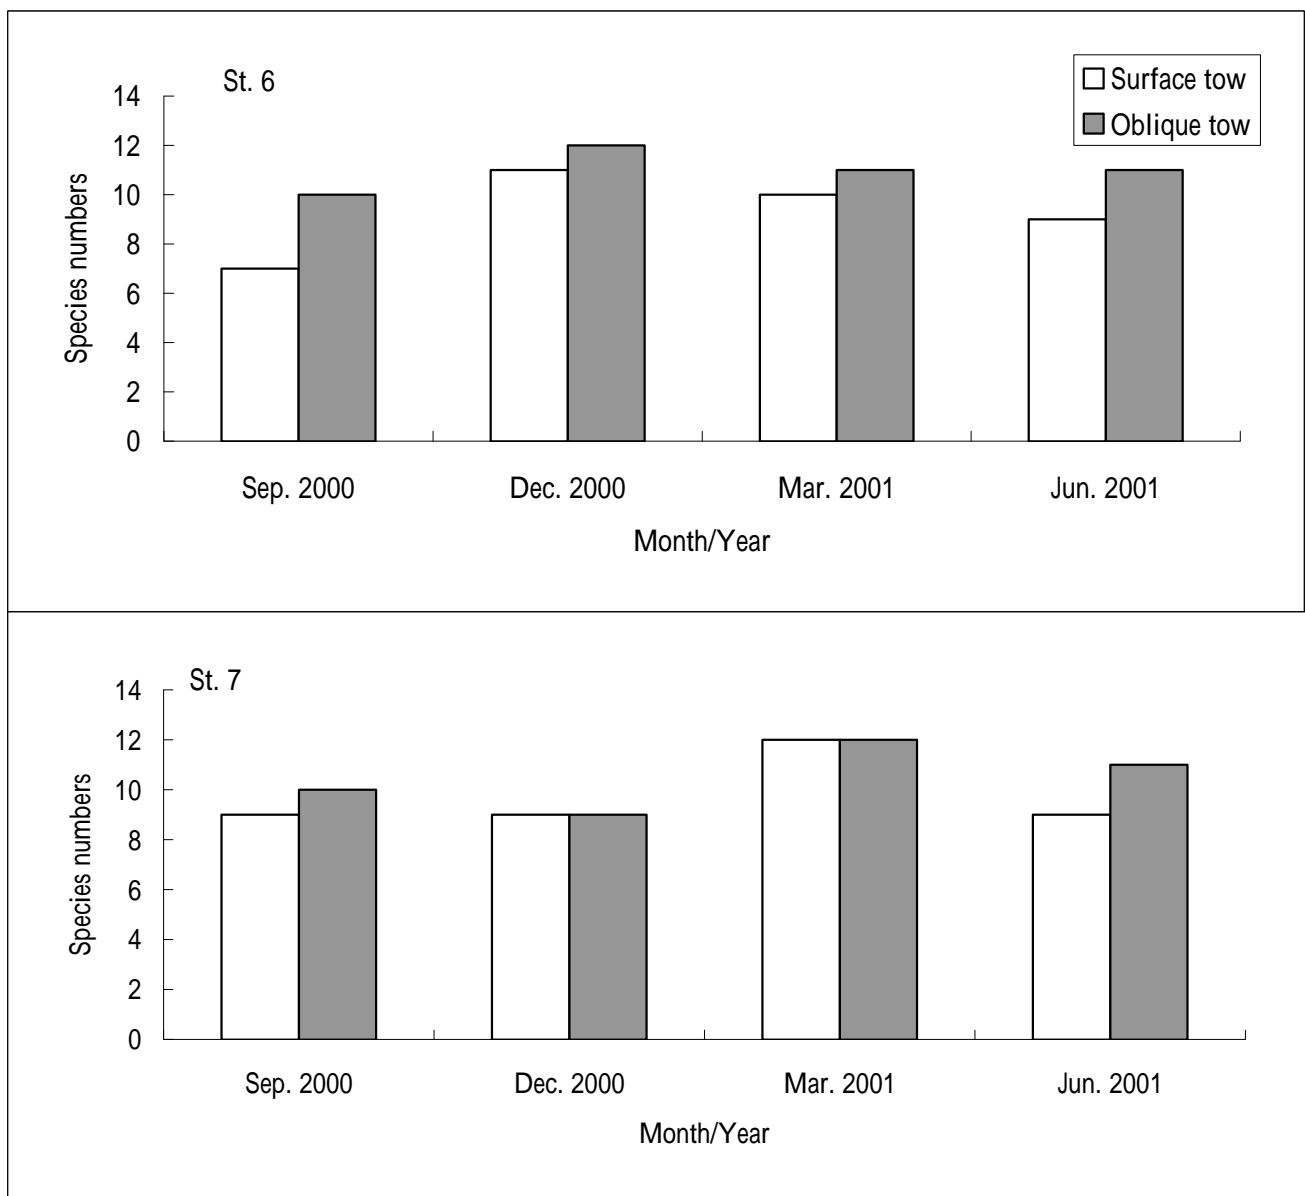 St. 6
Surface tow
Oblique tow
14
12
10
8
6
4
2
0
Species numbers
Sep. 2000 Dec. 2000 Mar. 2001 Jun. 2001
Month/Year
St. 7
14
12
10
8
6
4
2
0
Species numbers
Sep. 2000 Dec. 2000 Mar. 2001 Jun. 2001
Month/Year